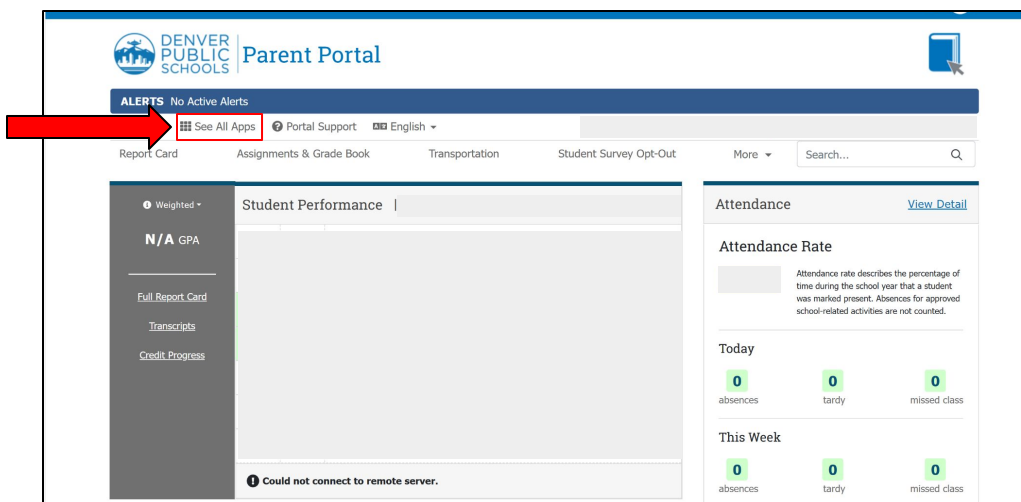 DENVER
PUBLIC
SCHOOLS
Parent Portal
ALERTS No Active Alerts
See All Apps Portal Support English
Report Card Assignments & Grade Book Transportation Student Survey Opt-Out More Search...
Weighted
N/A GPA
Full Report Card
Transcripts
Credit Progress
Student Performance |
Could not connect to remote server.
Attendance View Detail
Attendance Rate
Attendance rate describes the percentage of
time during the school year that a student
was marked present. Absences for approved
school-related activities are not counted.
Today
0 0 0
absences tardy missed class
This Week
0 0 0
absences tardy missed class